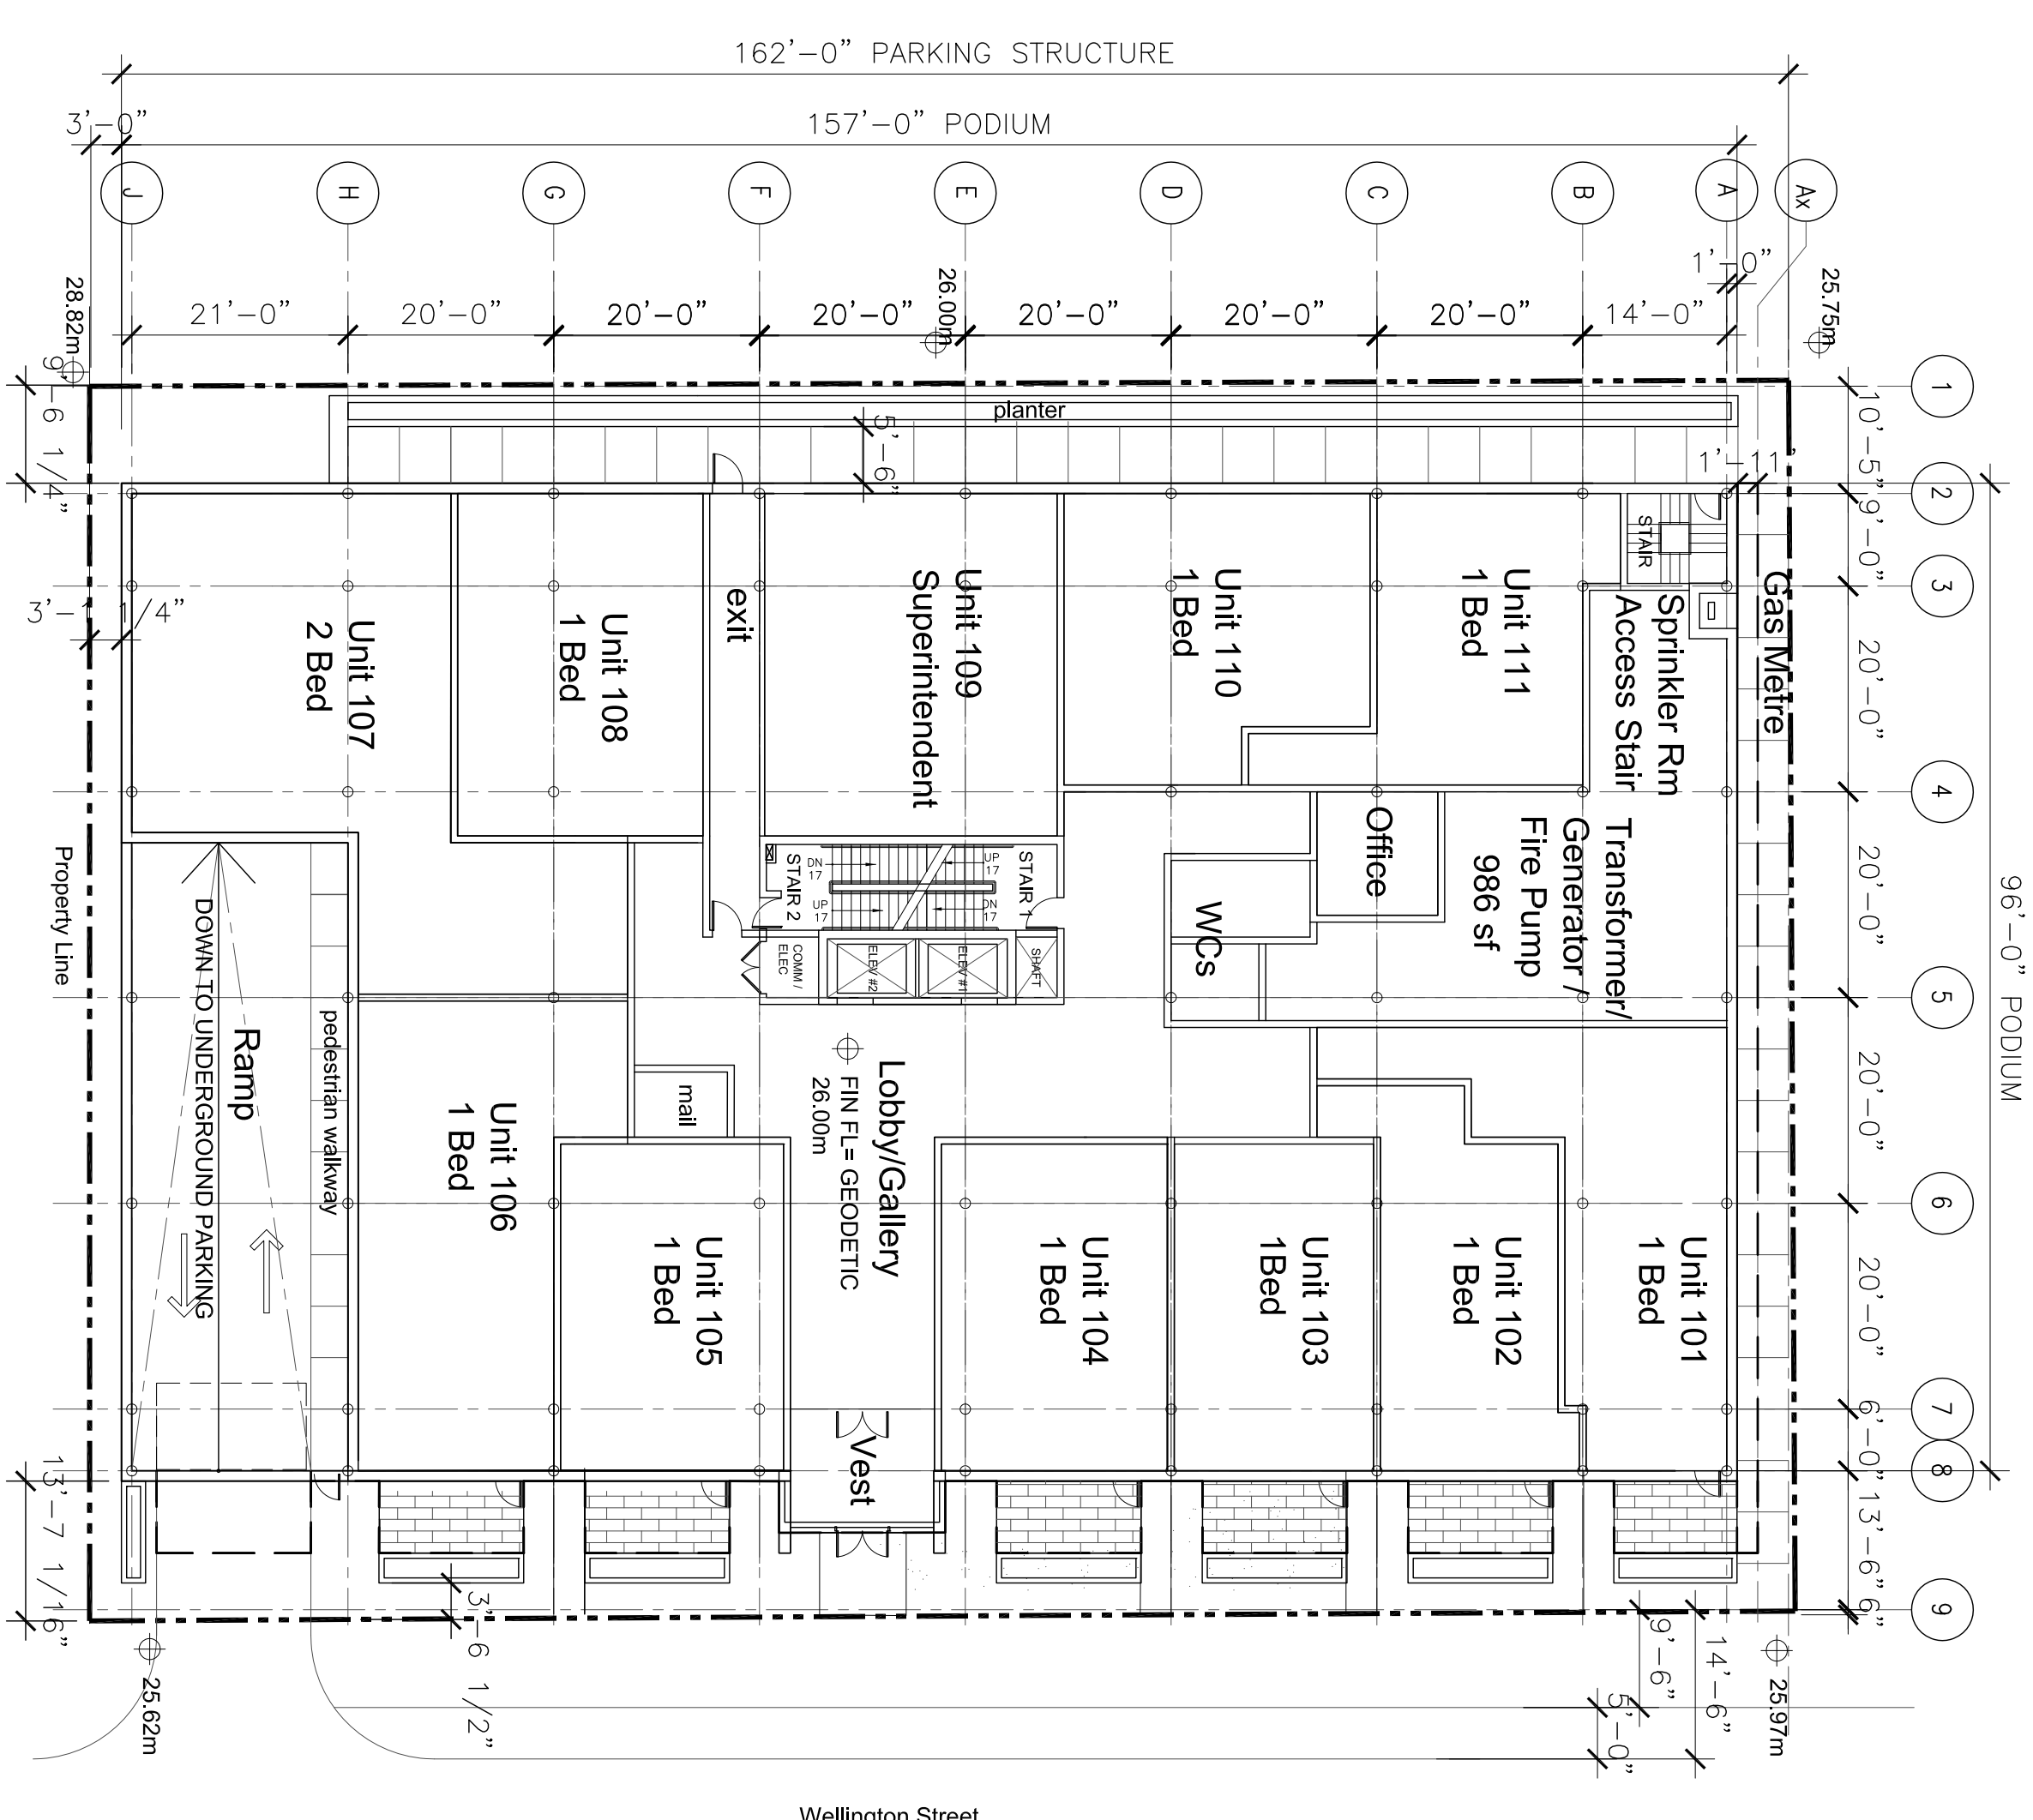 162'-0" PARKING STRUCTURE
3'-0"
157'-0" PODIUM
J
H
G
F
E
D
C
B
A
Ax
1'-0"
28.82m
26.00m
25.75m
21'-0"
20'-0"
20'-0"
20'-0"
20'-0"
20'-0"
20'-0"
14'-0"
9'-6 1/4"
planter
5'-6"
1'-11"
1
10'-5"
2
9'-0"
3
20'-0"
4
20'-0"
5
20'-0"
6
20'-0"
7
6'-0"
8
13'-6"
6"
9
96'-0" PODIUM
3'-1 1/4"
Unit 107
2 Bed
Unit 108
1 Bed
exit
Unit 109
Superintendent
Unit 110
1 Bed
Unit 111
1 Bed
STAIR
Sprinkler Rm
Access Stair
Gas Metre
Transformer/
Generator /
Fire Pump
986 sf
Office
WCs
STAIR 2
DN
17
UP
17
UP
17
DN
17
STAIR 1
COMM /
ELEC
ELEV #2
ELEV #1
SHAFT
Property Line
DOWN TO UNDERGROUND PARKING
Ramp
pedestrian walkway
Unit 106
1 Bed
mail
Unit 105
1 Bed
Lobby/Gallery
FIN FL= GEODETIC
26.00m
Vest
Unit 104
1 Bed
Unit 103
1Bed
Unit 102
1 Bed
Unit 101
1 Bed
13'-7 1/16"
3'-6 1/2"
25.62m
9'-6"
14'-6"
5'-0"
25.97m
Wellington Street